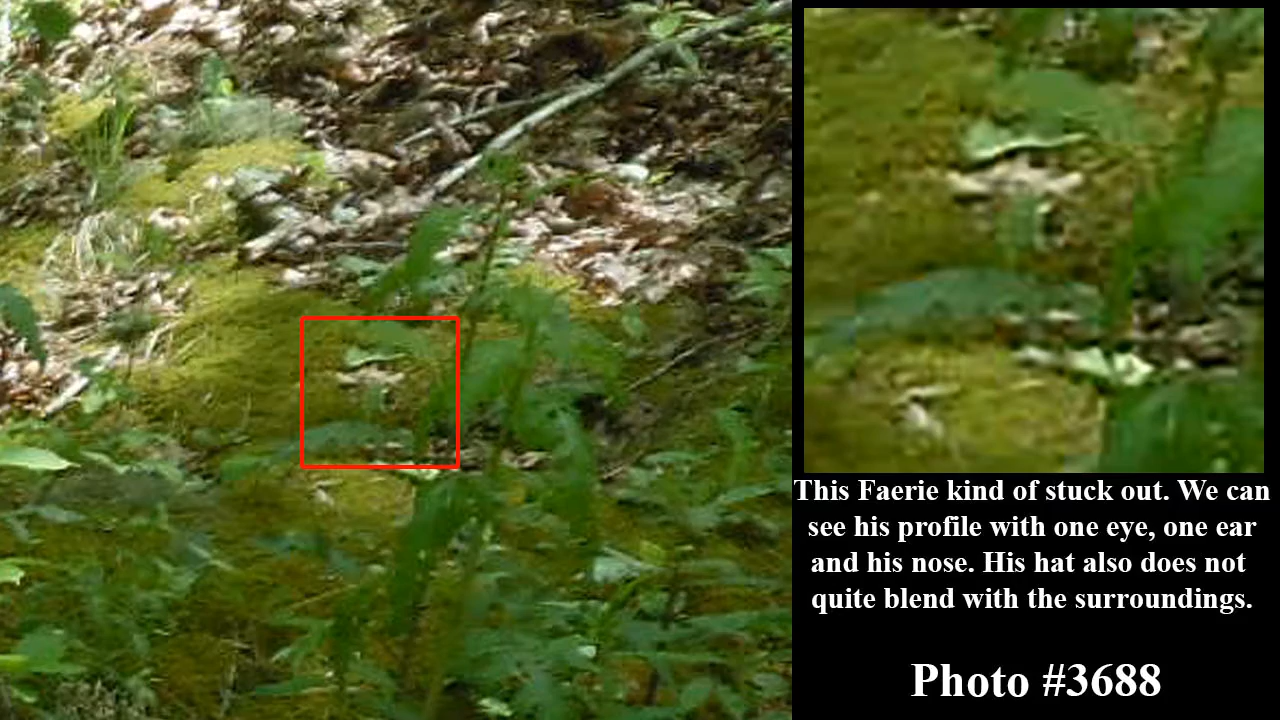 This Faerie kind of stuck out. We can
see his profile with one eye, one ear
and his nose. His hat also does not
quite blend with the surroundings.
Photo #3688